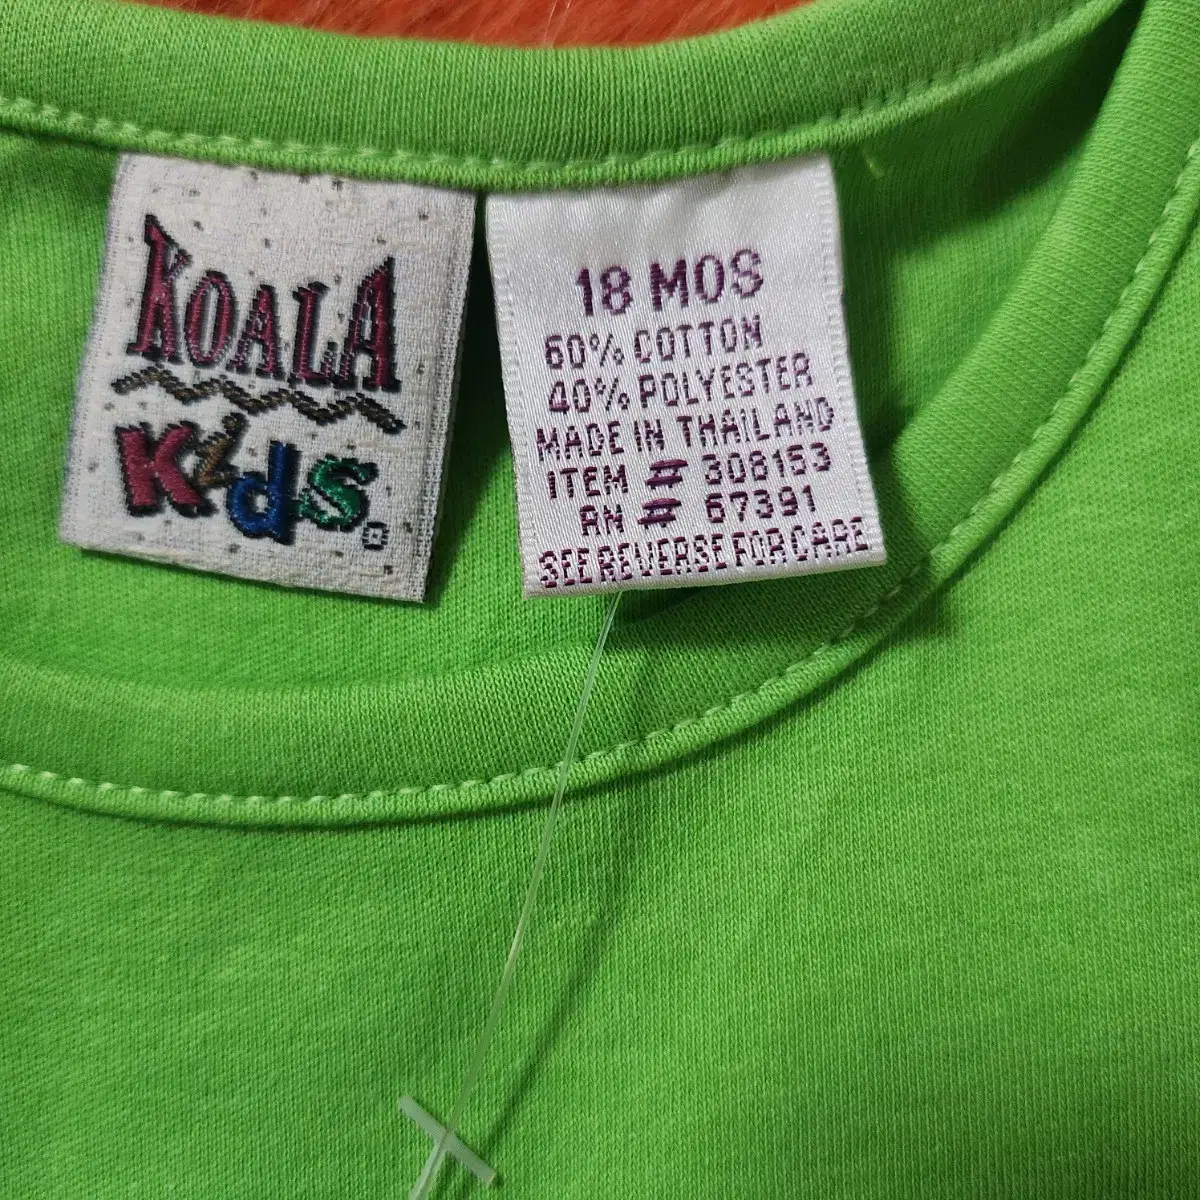 KOALA
Kids
18 MOS
60% COTTON
40% POLYESTER
MADE IN THAILAND
ITEM # 308153
RN # 67391
SEE REVERSE FOR CARE